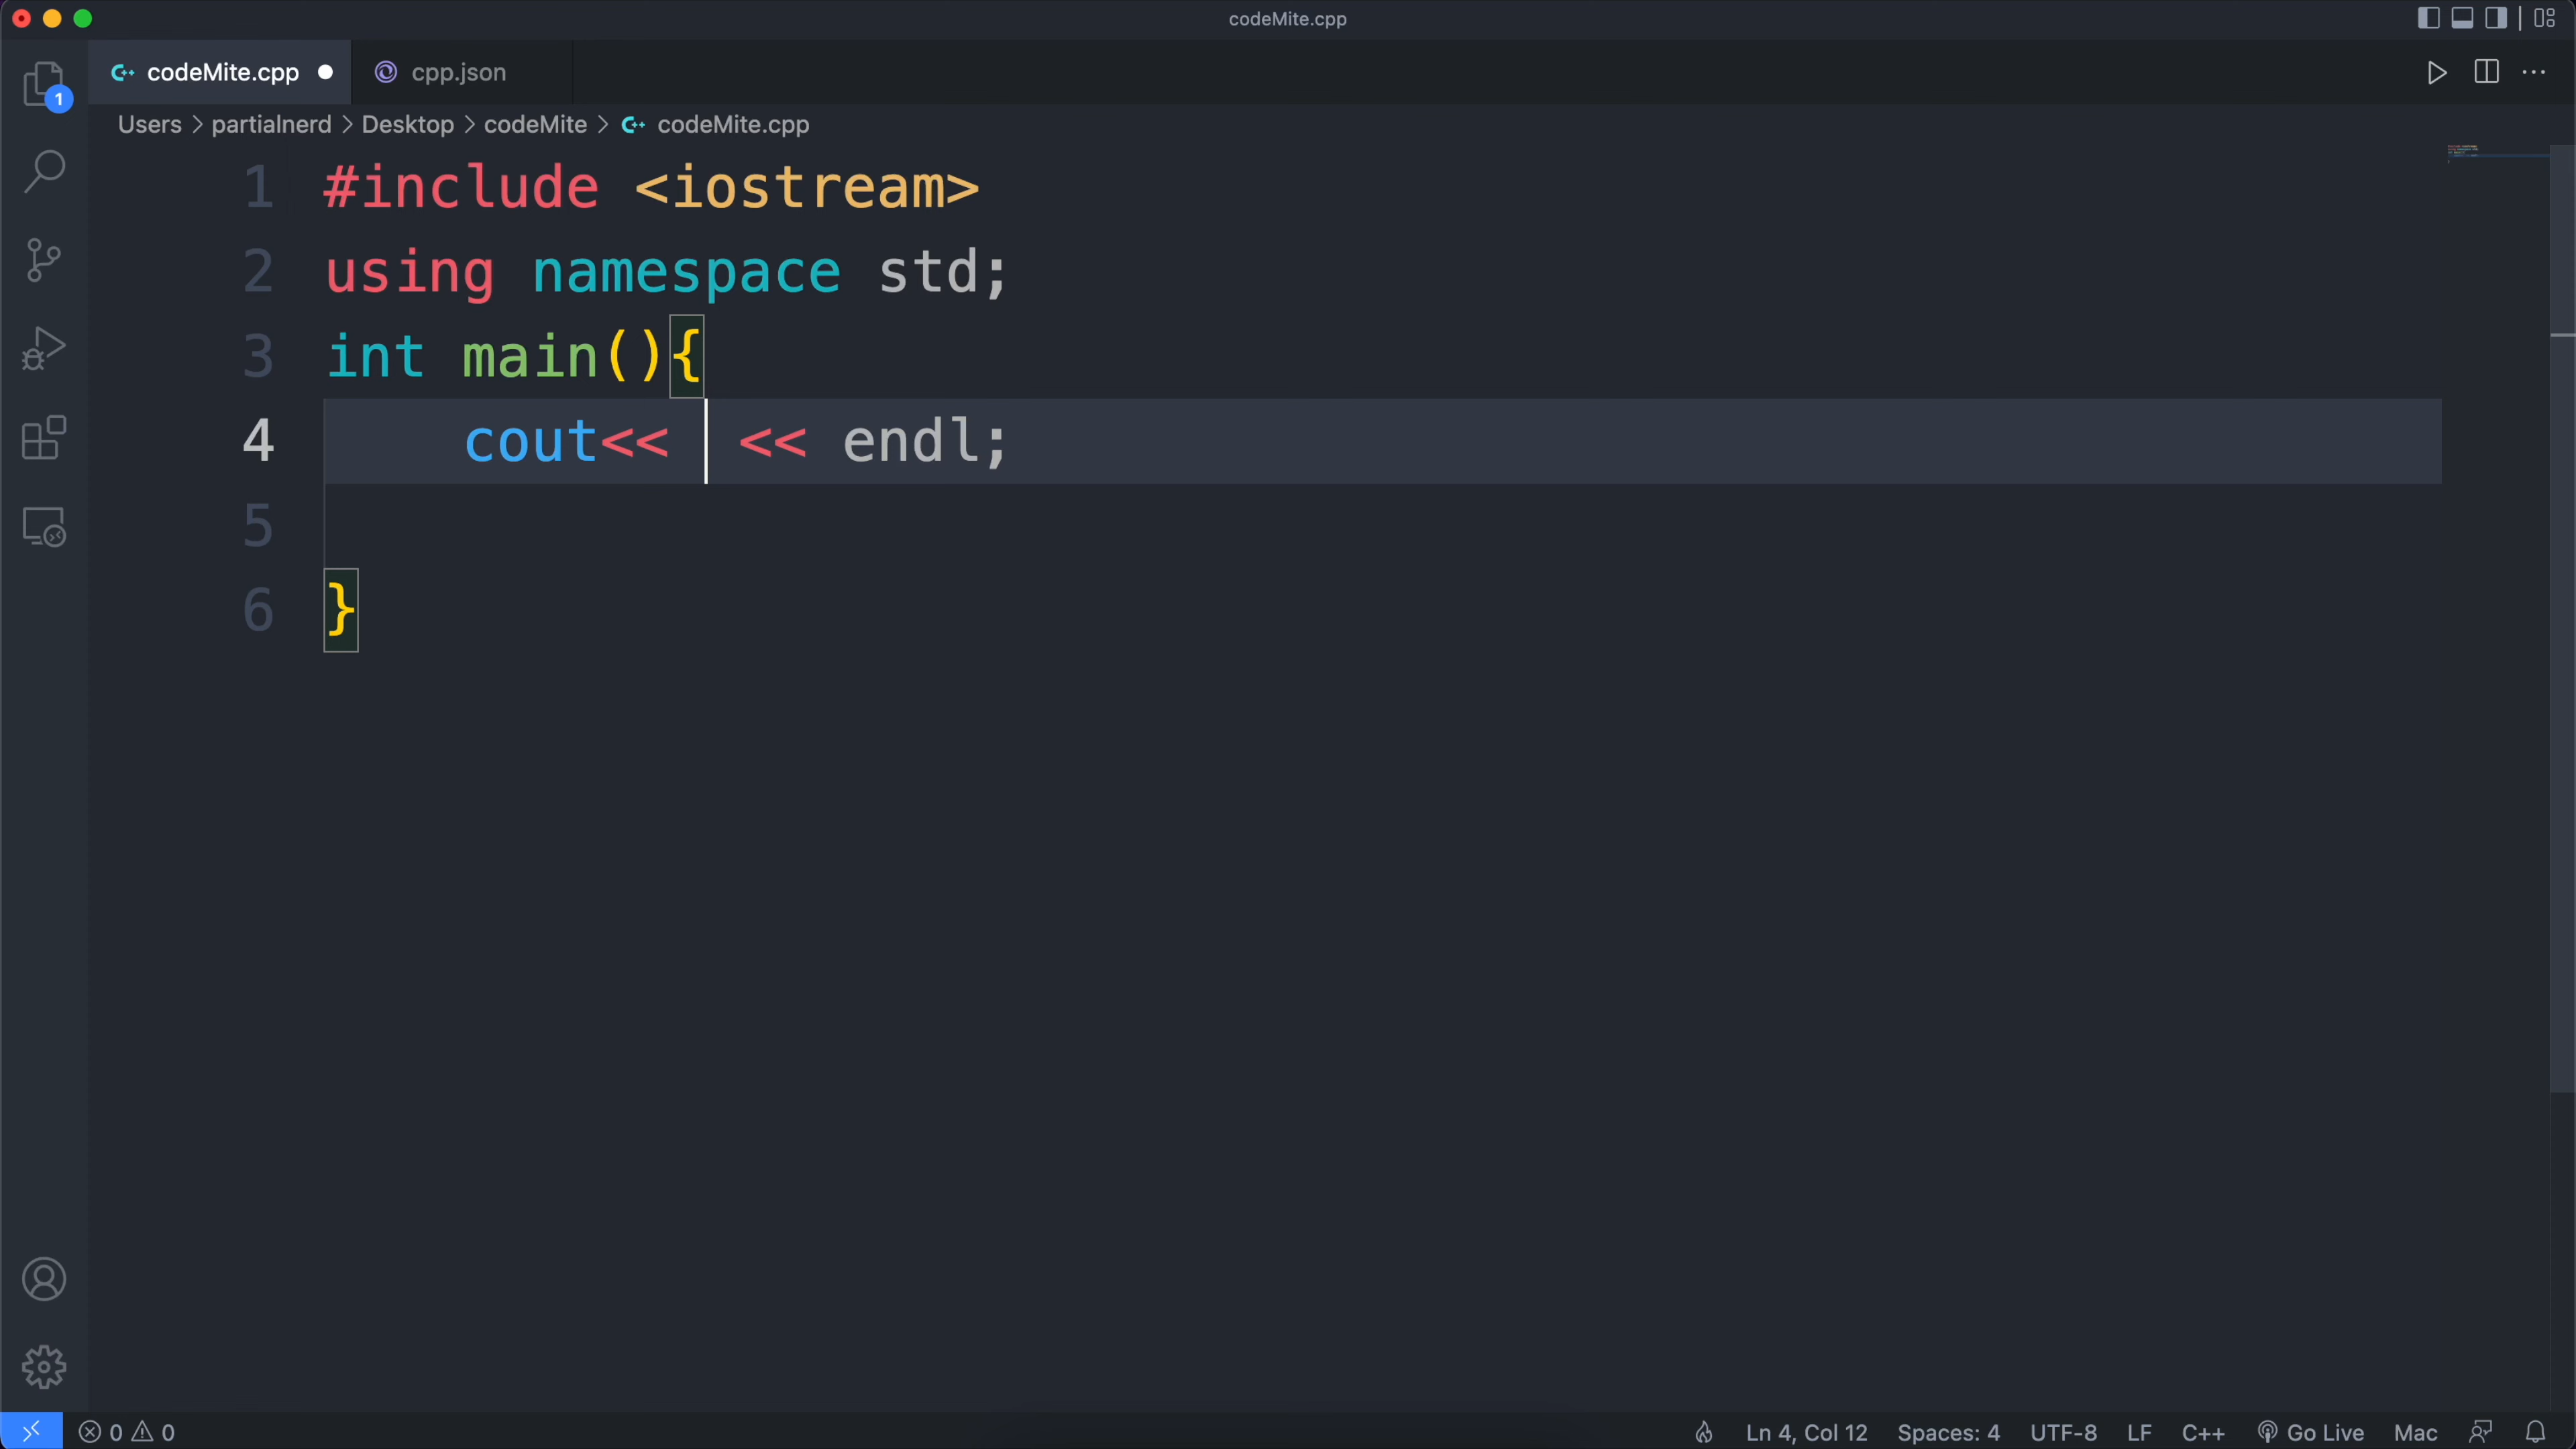 codeMite.cpp
codeMite.cpp cpp.json
1
Users > partialnerd > Desktop > codeMite > codeMite.cpp
1 #include <iostream>
2 using namespace std;
3 int main(){
4 cout<< << endl;
5
6 }
0 0 Ln 4, Col 12 Spaces: 4 UTF-8 LF C++ Go Live Mac